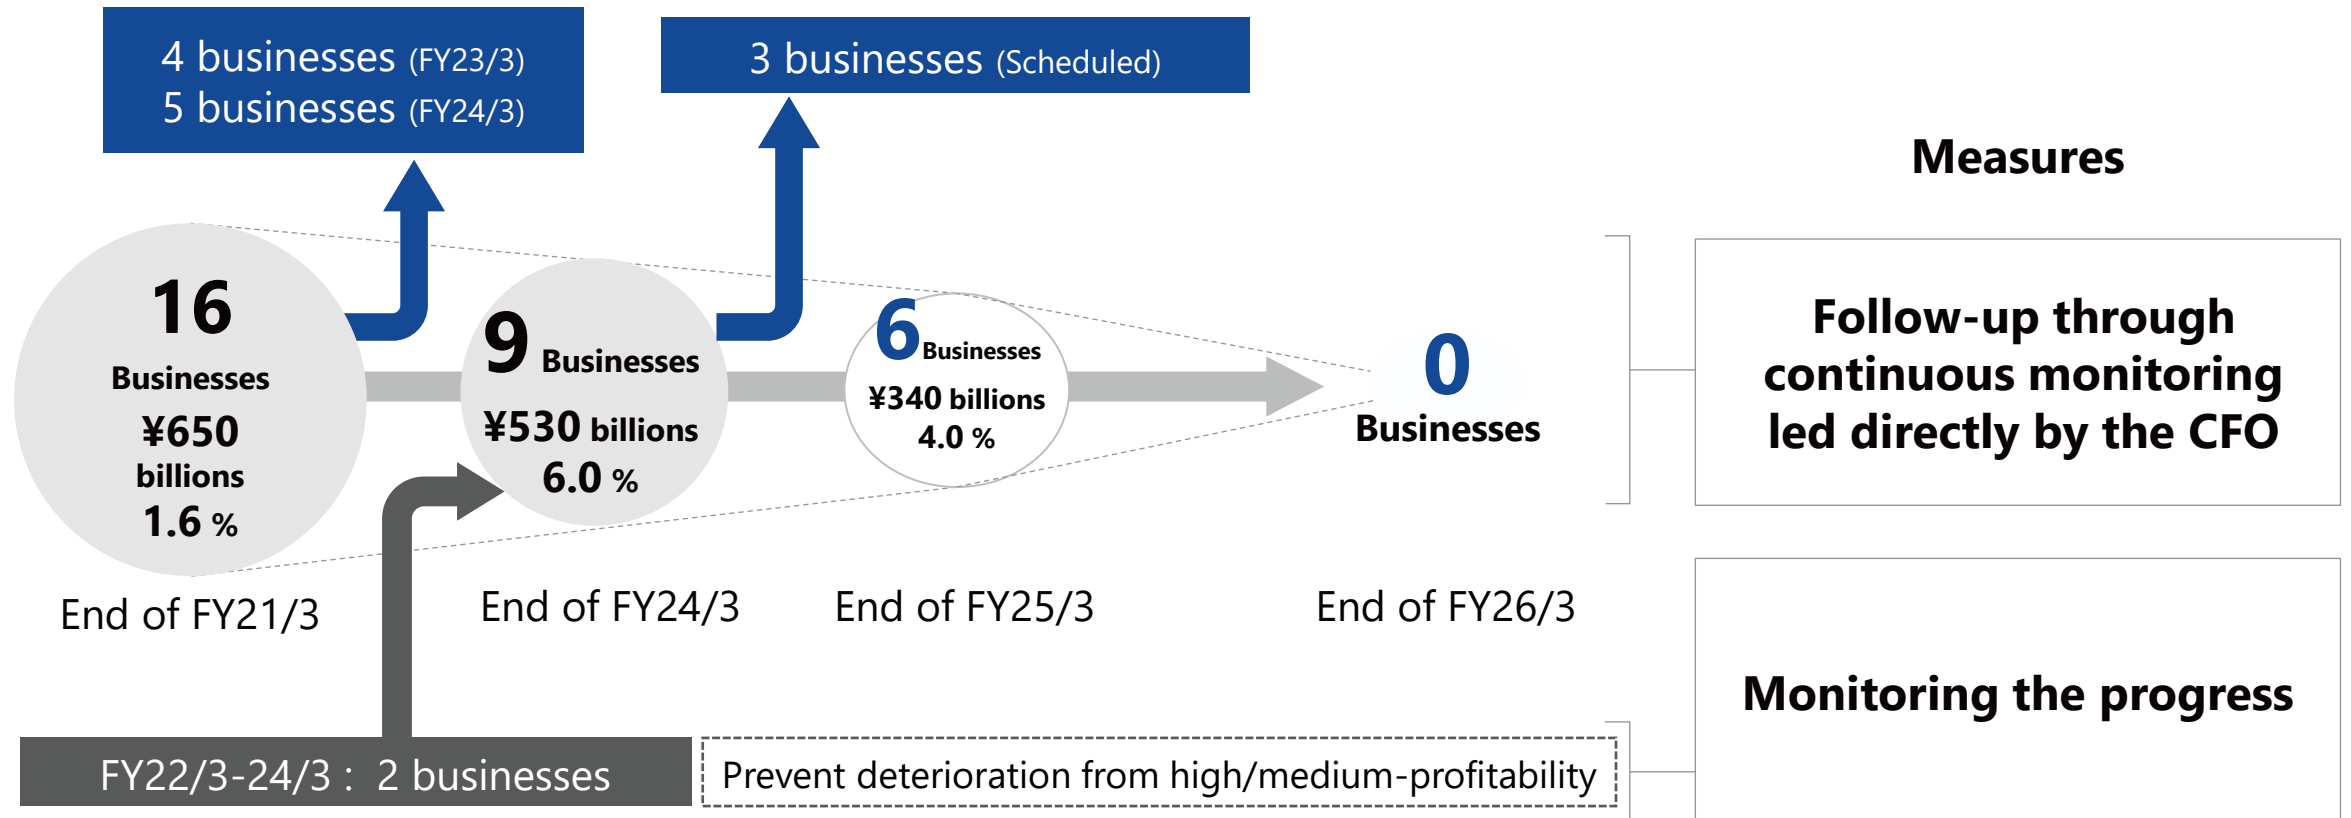 4 businesses (FY23/3)
5 businesses (FY24/3)
3 businesses (Scheduled)
Measures
16
Businesses
¥650
billions
1.6 %
9 Businesses
¥530 billions
6.0 %
6 Businesses
¥340 billions
4.0 %
0
Businesses
Follow-up through
continuous monitoring
led directly by the CFO
End of FY21/3
End of FY24/3
End of FY25/3
End of FY26/3
Monitoring the progress
FY22/3-24/3 : 2 businesses
Prevent deterioration from high/medium-profitability